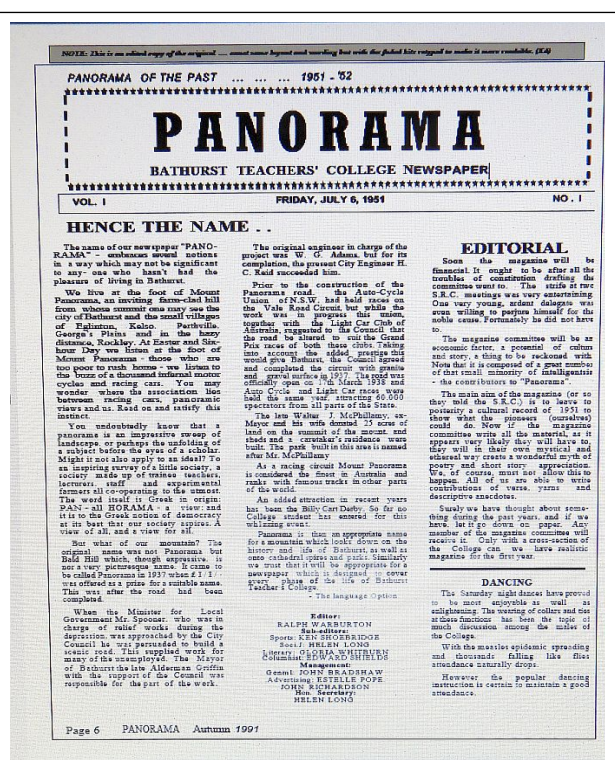 NOTE: This is an edited copy of the original ..... most same layout and wording but with the faded bits retyped to make it more readable.
PANORAMA OF THE PAST ... ... ... 1951 - '52
PANORAMA
BATHURST TEACHERS' COLLEGE NEWSPAPER
VOL. I
FRIDAY, JULY 6, 1951
NO . I
HENCE THE NAME . .
The name of our newspaper "PANO-
RAMA" - embraces several notions
in a way which may not be significant
to any- one who hasn't had the
pleasure of living in Bathurst.
We live at the foot of Mount
Panorama, an inviting farm-clad hill
from whose summit one may see the
city of Bathurst and the small villages
of Eglinton, Kelso, Perthville,
George's Plains and in the hazy
distance, Rockley. At Easter and Six-
hour Day we listen at the foot of
Mount Panorama - those who are
too poor to rush home - we listen to
the buzz of a thousand infernal motor
cycles and racing cars. You may
wonder where the association lies
between racing cars, panoramic
views and us. Read on and satisfy this
instinct.
You undoubtedly know that a
panorama is an impressive sweep of
landscape, or perhaps the unfolding of
a subject before the eyes of a scholar.
Might it not also apply to an ideal? To
an inspiring survey of a little society, a
society made up of trainee teachers,
lecturers, staff and experimental
farmers all co-operating to the utmost.
The word itself is Greek in origin:
PAN - all HORAMA - a view: and
it is to the Greek notion of democracy
at its best that our society aspires. A
view of all, and a view for all.
But what of our mountain? The
original name was not Panorama but
Bald Hill which, though expressive, is
nor a very picturesque name. It came to
be called Panorama in 1937 when £1/1/-
was offered as a prize for a suitable name.
This was after the road had been
completed.
When the Minister for Local
Government Mr. Spooner, who was in
charge of relief works during the
depression, was approached by the City
Council he was persuaded to build a
scenic road. This supplied work for
many of the unemployed. The Mayor
of Bathurst the late Alderman Griffin
with the support of the Council was
responsible for the part of the work.
The original engineer in charge of the
project was W. G. Adams, but for its
completion, the present City Engineer H.
C. Reid succeeded him.
Prior to the construction of the
Panorama road, the Auto-Cycle
Union of N.S.W. had held races on
the Vale Road Circuit, but while the
work was in progress this union,
together with the Light Car Club of
Australia, suggested to the Council that
the road be altered to suit the Grand
Prix races of both these clubs. Taking
into account the added prestige this
would give Bathurst, the Council agreed
and completed the circuit with granite
and gravel surface in 1937. The road was
officially open on 17th March 1938 and
Auto Cycle and Light Car races were
held the same year, attracting 60.000
spectators from all parts of the State.
The late Walter J. McPhillamy, ex-
Mayor and his wife donated 25 acres of
land on the summit of the mount, and
sheds and a caretaker's residence were
built. The park built in this area is named
after Mr. McPhillamy
As a racing circuit Mount Panorama
is considered the finest in Australia and
ranks with famous tracks in other parts
of the world.
An added attraction in recent years
has been the Billy Cart Derby. So far no
College student has entered for this
whizzing event.
Panorama is then an appropriate name
for a mountain which looks down on the
history and life of Bathurst, as well as
onto cathedral spires and parks. Similarly
we trust that it will be appropriate for a
newspaper which is designed to cover
every phase of the life of Bathurst
Teacher's College.
- The language Option
Editor:
RALPH WARBURTON
Sub-editors:
Sports: KEN SHOEBRIDGE
Social: HELEN LONG
Literary: GLORIA WHITBURN
Columnist: EDWARD SHIELDS
Management:
Genral: JOHN BRADSHAW
Advertising: ESTELLE POPE
JOHN RICHARDSON
Hon. Secretary:
HELEN LONG
EDITORIAL
Soon the magazine will be
financial. It ought to be after all the
troubles of constitution drafting the
committee went to. The strife at two
S.R.C. meetings was very entertaining.
One very young, ardent delegate was
even willing to perjure himself for the
noble cause. Fortunately he did not have
to.
The magazine committee will be an
economic factor, a potential of cultur
and story, a thing to be reckoned with
Note that it is composed of a great number
of that small minority of intelligentsia
- the contributors to "Panorama".
The main aim of the magazine (or so
they told the S.R.C.) is to leave to
posterity a cultural record of 1951 to
show what the pioneers (ourselves)
could do. Now if the magazine
committee write all the material, as it
appears very likely they will have to,
they will in their own mystical and
ethereal way create a wonderful myth of
poetry and short story appreciation.
We, of course, must not allow this to
happen. All of us are able to write
contributions of verse, yarns and
descriptive anecdotes.
Surely we have thought about some-
thing during the past years, and if we
have, let it go down on paper. Any
member of the magazine committee will
receive it. Only with a cross-section of
the College can we have realistic
magazine for the first year.
DANCING
The Saturday night dances have proved
to be most enjoyable as well as
enlightening. The wearing of collars and ties
at these functions has been the topic of
much discussion among the males of
the College.
With the measles epidemic spreading
and thousands falling like flies
attendance naturally drops.
However the popular dancing
instruction is certain to maintain a good
attendance.
Page 6 PANORAMA Autumn 1991